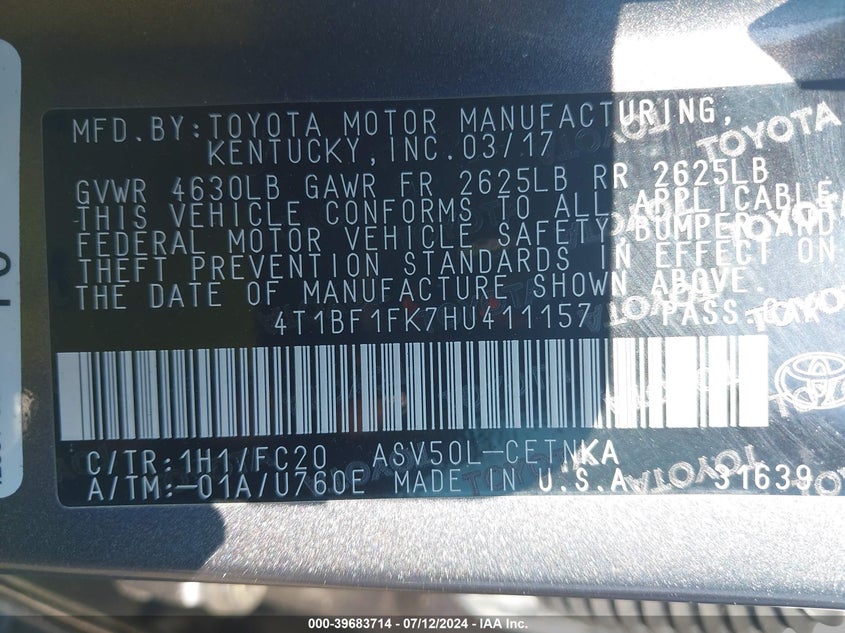 MFD.BY:TOYOTA MOTOR MANUFACTURING,
KENTUCKY,INC.03/17
GVWR 4630LB GAWR FR 2625LB RR 2625LB
THIS VEHICLE CONFORMS TO ALL APPLICABLE
FEDERAL MOTOR VEHICLE SAFETY BUMPER AND
THEFT PREVENTION STANDARDS IN EFFECT ON
THE DATE OF MANUFACTURE SHOWN ABOVE.
4T1BF1FK7HU411157 PASS.CAR
C/TR:1H1/FC20 ASV50L-CETNKA
A/TM:-01A/U760E MADE IN U.S.A. 31639
TOYOTA
000-39683714 - 07/12/2024 - IAA Inc.